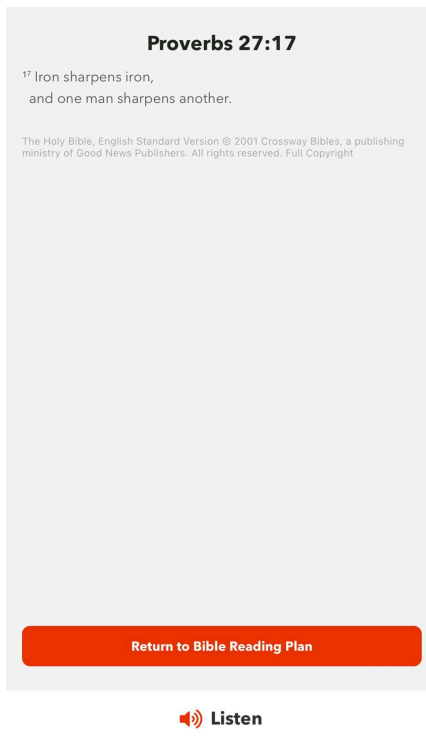 Proverbs 27:17
¹⁷ Iron sharpens iron,
and one man sharpens another.
The Holy Bible, English Standard Version © 2001 Crossway Bibles, a publishing
ministry of Good News Publishers. All rights reserved. Full Copyright
Return to Bible Reading Plan
Listen